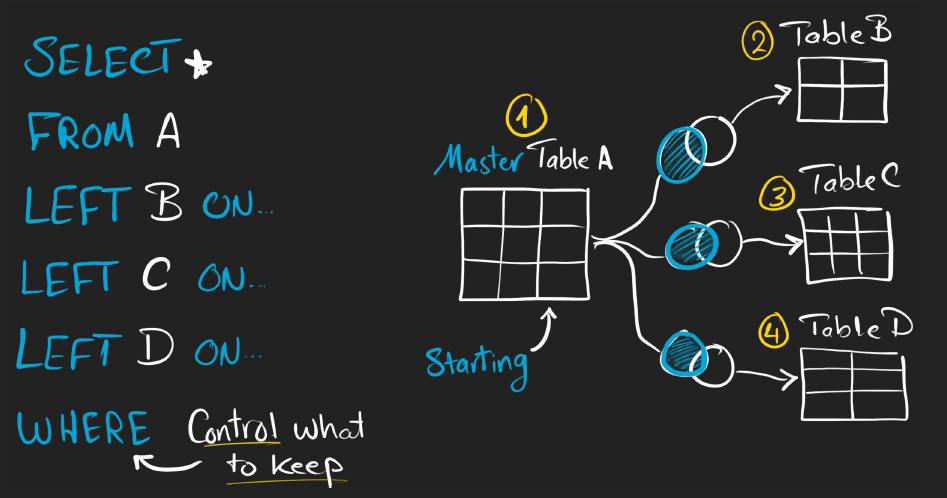 SELECT *
FROM A
LEFT B ON...
LEFT C ON...
LEFT D ON...
WHERE Control what
to keep
1
Master Table A
Starting
2 Table B
3 Table C
4 Table D